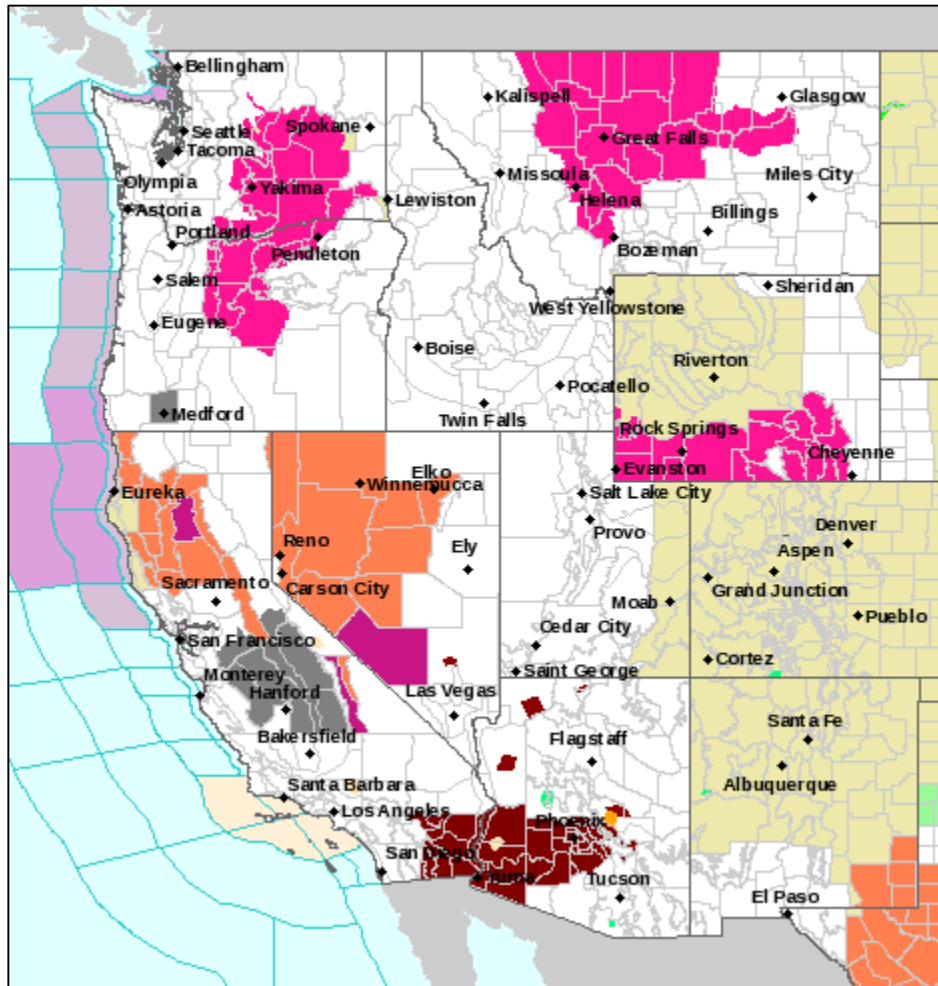 Bellingham
Kalispell
Glasgow
Seattle
Spokane
Great Falls
Tacoma
Olympia
Missoula
Miles City
Yakima
Helena
Lewiston
Astoria
Billings
Portland
Pendleton
Bozeman
Salem
Sheridan
West Yellowstone
Eugene
Boise
Riverton
Pocatello
Medford
Twin Falls
Rock Springs
Cheyenne
Elko
Evanston
Winnemucca
Eureka
Salt Lake City
Denver
Provo
Reno
Ely
Aspen
Sacramento
Carson City
Grand Junction
Moab
Pueblo
Cedar City
San Francisco
Cortez
Saint George
Monterey
Hanford
Las Vegas
Santa Fe
Bakersfield
Flagstaff
Albuquerque
Santa Barbara
Los Angeles
Phoenix
San Diego
Yuma
Tucson
El Paso